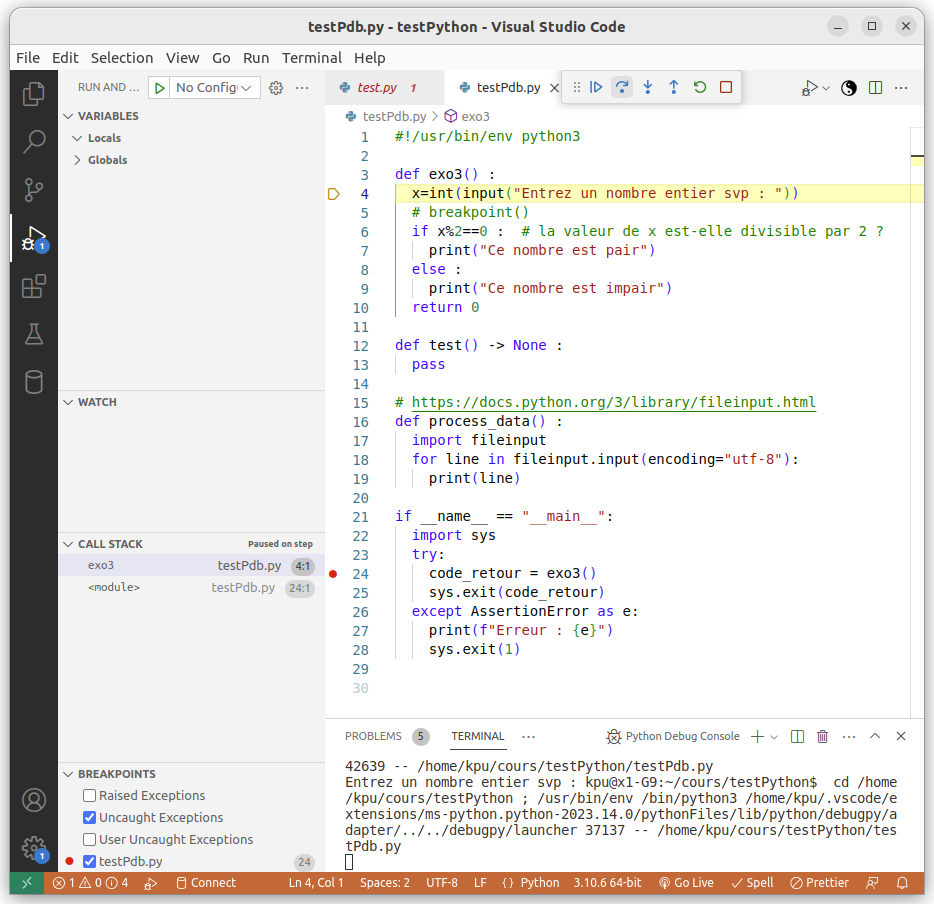 testPdb.py - testPython - Visual Studio Code
File Edit Selection View Go Run Terminal Help
RUN AND ... No Config ...
test.py 1 testPdb.py
VARIABLES
Locals
Globals
WATCH
CALL STACK Paused on step
exo3 testPdb.py 4:1
<module> testPdb.py 24:1
BREAKPOINTS
Raised Exceptions
Uncaught Exceptions
User Uncaught Exceptions
testPdb.py 24
1
1
testPdb.py > exo3
1 #!/usr/bin/env python3
2
3 def exo3() :
4 x=int(input("Entrez un nombre entier svp : "))
5 # breakpoint()
6 if x%2==0 :  # la valeur de x est-elle divisible par 2 ?
7 print("Ce nombre est pair")
8 else :
9 print("Ce nombre est impair")
10 return 0
11
12 def test() -> None :
13 pass
14
15 # https://docs.python.org/3/library/fileinput.html
16 def process_data() :
17 import fileinput
18 for line in fileinput.input(encoding="utf-8"):
19 print(line)
20
21 if __name__ == "__main__":
22 import sys
23 try:
24 code_retour = exo3()
25 sys.exit(code_retour)
26 except AssertionError as e:
27 print(f"Erreur : {e}")
28 sys.exit(1)
29
30
PROBLEMS 5 TERMINAL ... Python Debug Console ...
42639 -- /home/kpu/cours/testPython/testPdb.py
Entrez un nombre entier svp : kpu@x1-G9:~/cours/testPython$  cd /home
/kpu/cours/testPython ; /usr/bin/env /bin/python3 /home/kpu/.vscode/e
xtensions/ms-python.python-2023.14.0/pythonFiles/lib/python/debugpy/a
dapter/../../debugpy/launcher 37137 -- /home/kpu/cours/testPython/tes
tPdb.py
1 0 4 Connect Ln 4, Col 1 Spaces: 2 UTF-8 LF {} Python 3.10.6 64-bit Go Live Spell Prettier